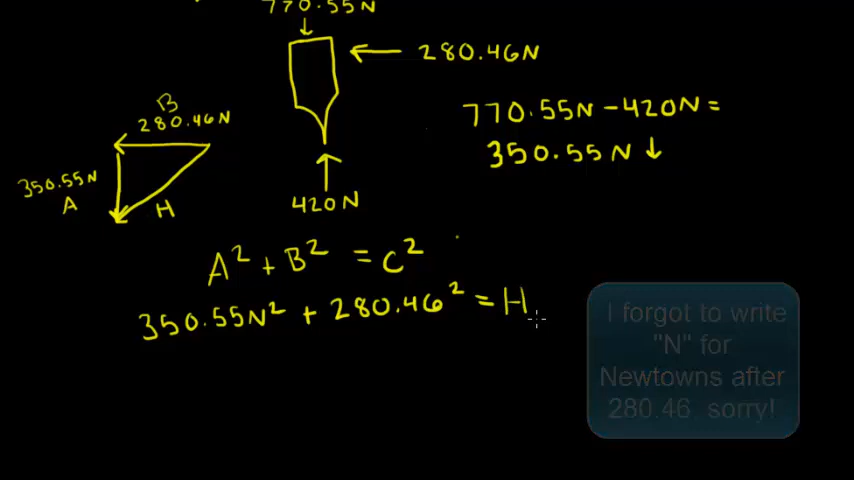 770.55N
280.46N
B
280.46N
770.55N - 420N =
350.55N ↓
350.55N
A
H
420N
A² + B² = C²
350.55N² + 280.46² = H
I forgot to write
"N" for
Newtowns after
280.46 sorry!